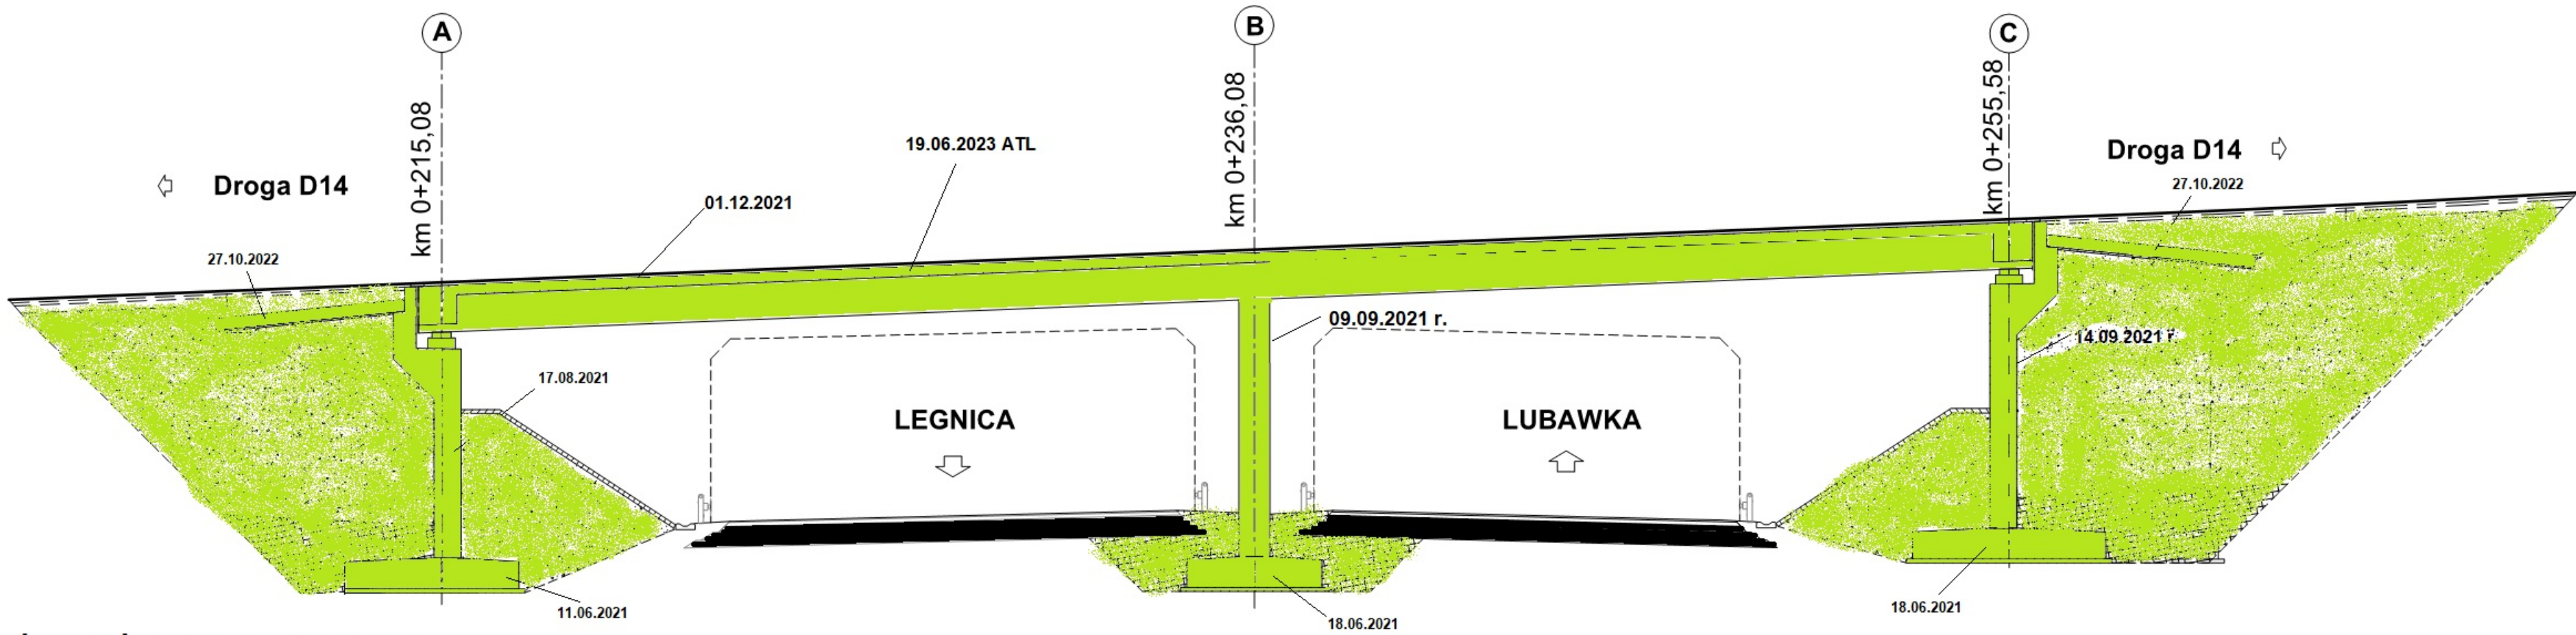 A
B
C
km 0+215,08
km 0+236,08
km 0+255,58
19.06.2023 ATL
Droga D14
Droga D14
27.10.2022
01.12.2021
27.10.2022
09.09.2021 r.
14.09.2021 r
17.08.2021
LEGNICA
LUBAWKA
11.06.2021
18.06.2021
18.06.2021